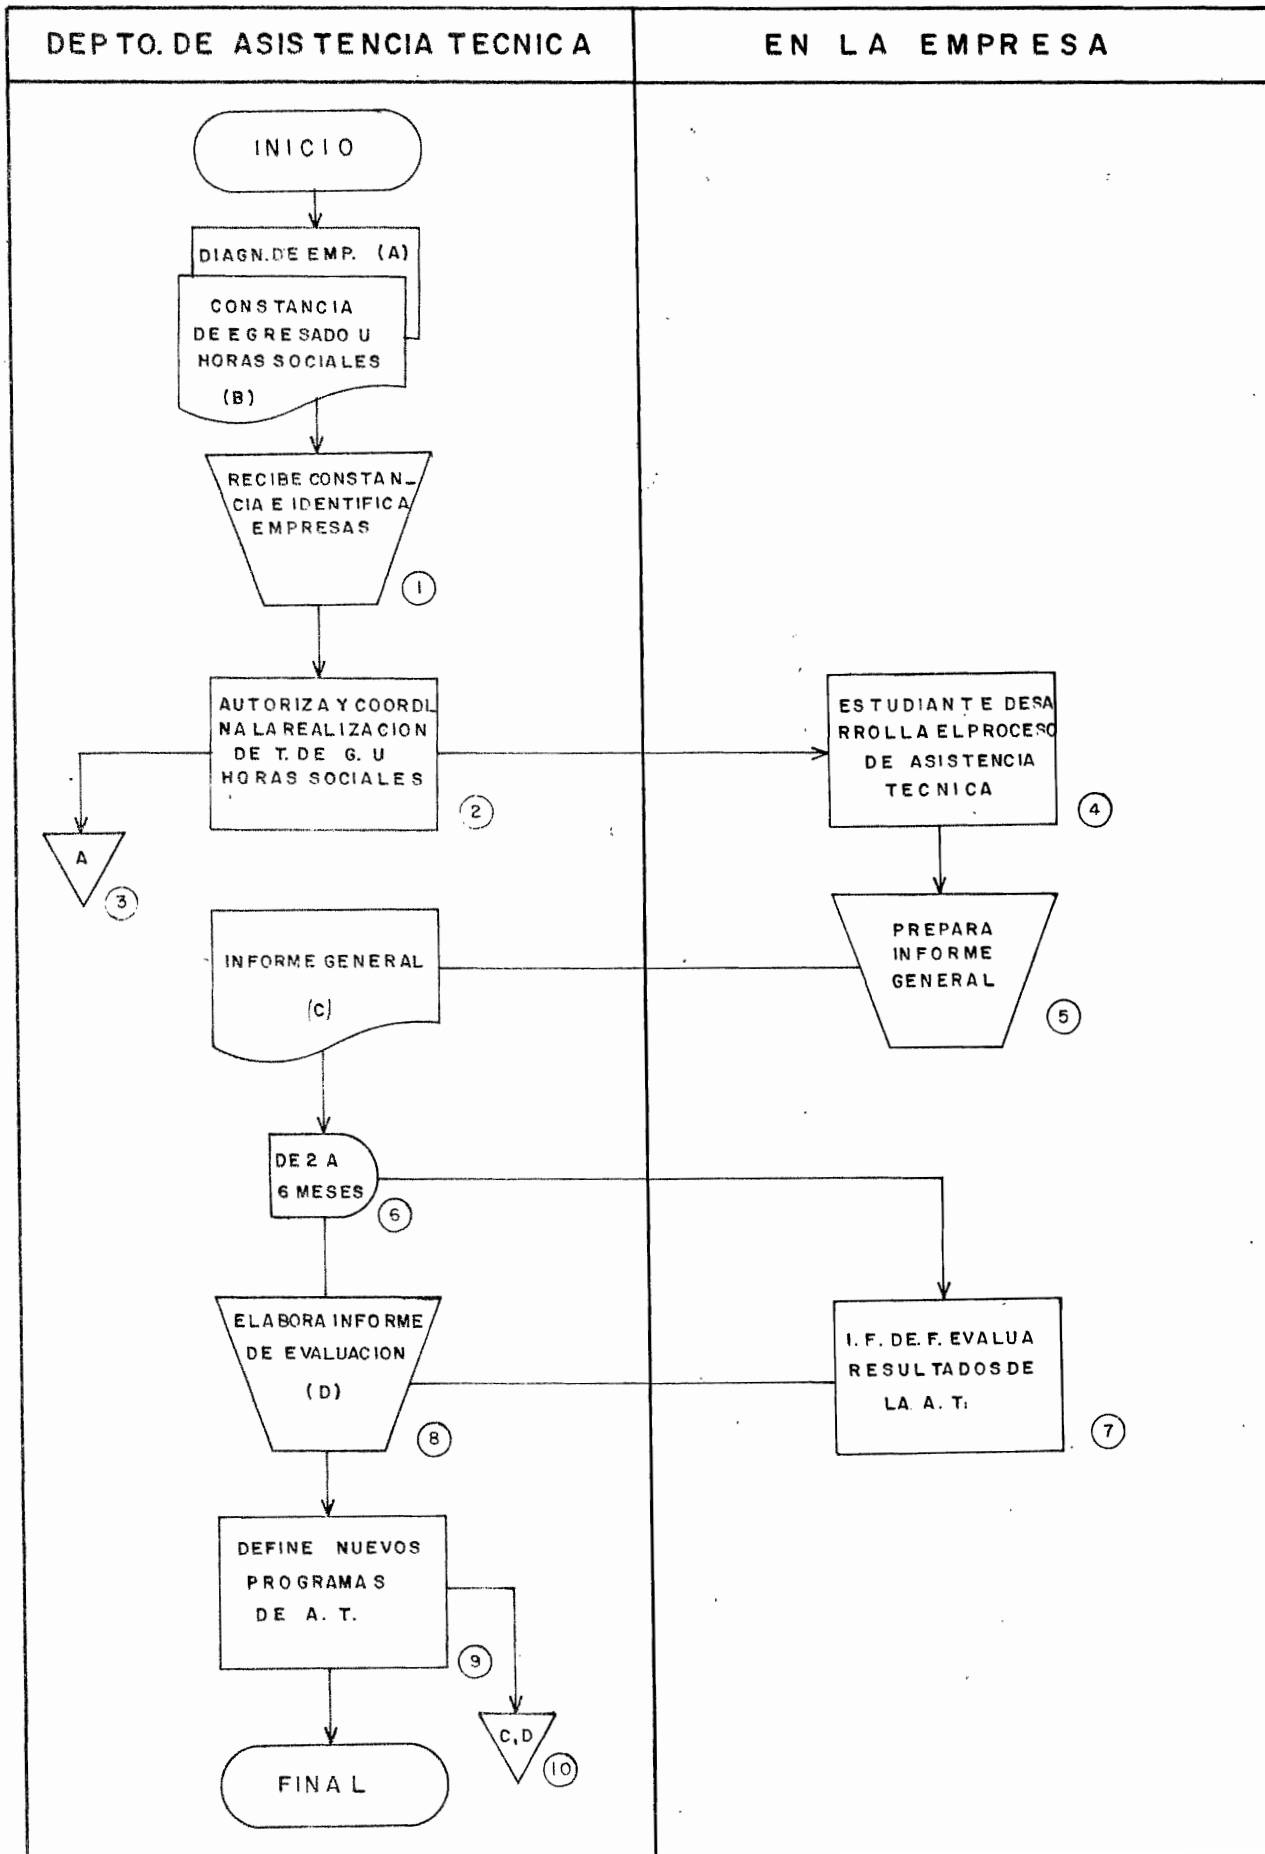 DEPTO. DE ASISTENCIA TECNICA
EN LA EMPRESA
INICIO
DIAGN. DE EMP. (A)
CONSTANCIA
DE EGRESADO U
HORAS SOCIALES
(B)
RECIBE CONSTAN_
CIA E IDENTIFICA
EMPRESAS
1
AUTORIZA Y COORDI_
NA LA REALIZACION
DE T. DE G. U
HORAS SOCIALES
2
A
3
ESTUDIANTE DESA
RROLLA EL PROCESO
DE ASISTENCIA
TECNICA
4
PREPARA
INFORME
GENERAL
5
INFORME GENERAL
(C)
DE 2 A
6 MESES
6
I. F. DE. F. EVALUA
RESULTADOS DE
LA A. T.
7
ELABORA INFORME
DE EVALUACION
(D)
8
DEFINE NUEVOS
PROGRAMAS
DE A. T.
9
C, D
10
FINAL